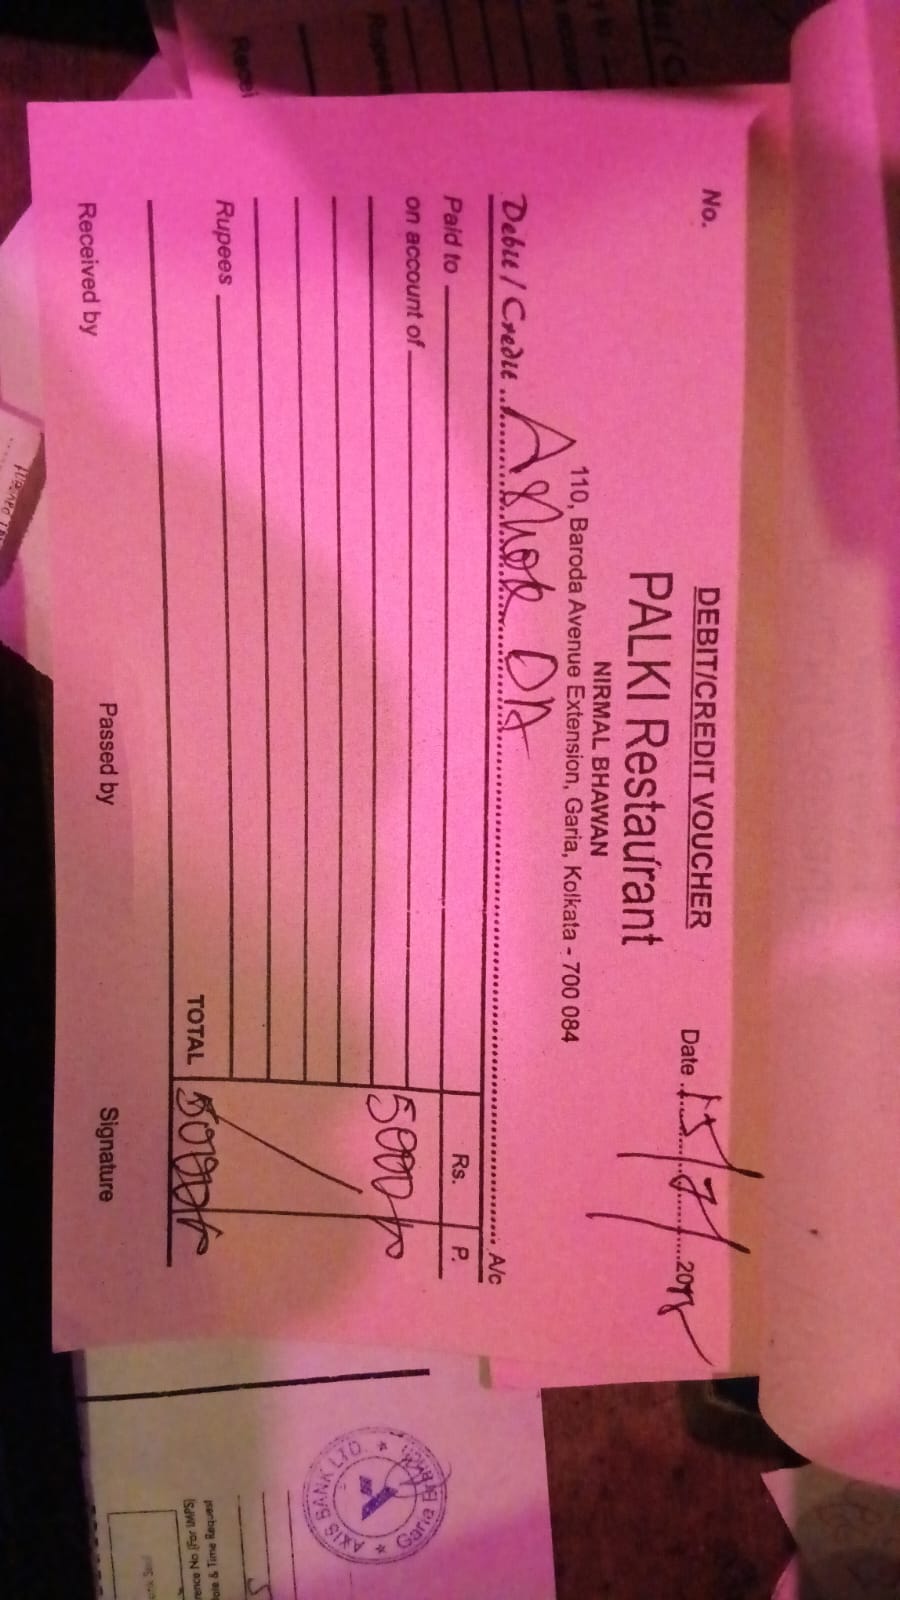 DEBIT/CREDIT VOUCHER
No.
Date 15/7/
PALKI Restaurant
NIRMAL BHAWAN
110, Baroda Avenue Extension, Garia, Kolkata - 700 084
Debit / Credit Ashok DA A/c
Paid to
Rs. P.
on account of
5000/-
Rupees
TOTAL
Received by
Passed by
Signature
AXIS BANK LTD.
Garia Branch